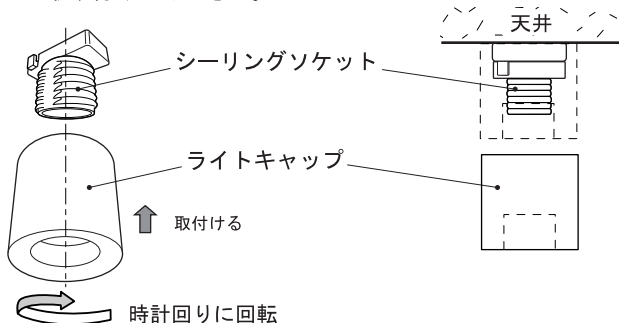 天井
シーリングソケット
ライトキャップ
取付ける
時計回りに回転